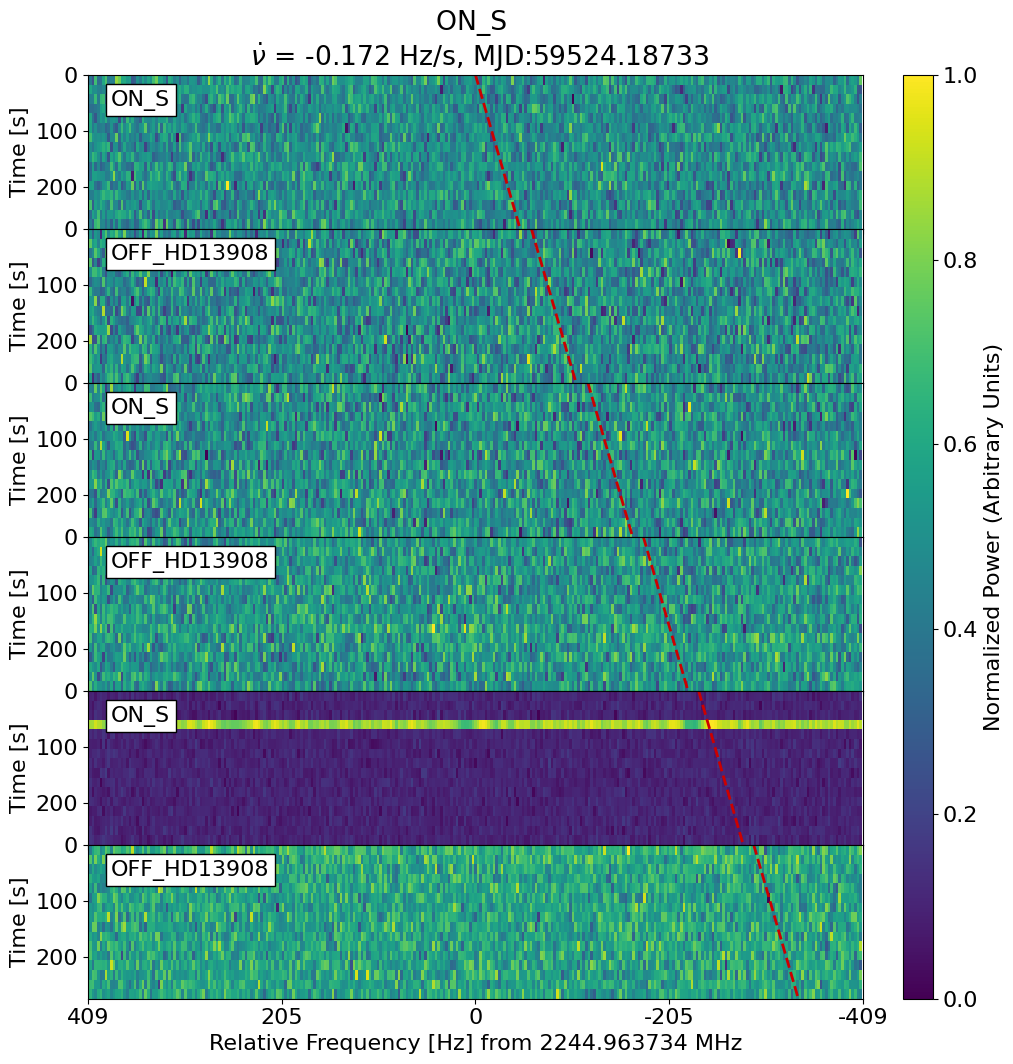 ON_S
ν̇ = -0.172 Hz/s, MJD:59524.18733
0
100
200
Time [s]
ON_S
0
100
200
Time [s]
OFF_HD13908
0
100
200
Time [s]
ON_S
0
100
200
Time [s]
OFF_HD13908
0
100
200
Time [s]
ON_S
0
100
200
Time [s]
OFF_HD13908
409 205 0 -205 -409
Relative Frequency [Hz] from 2244.963734 MHz
1.0
0.8
0.6
0.4
0.2
0.0
Normalized Power (Arbitrary Units)